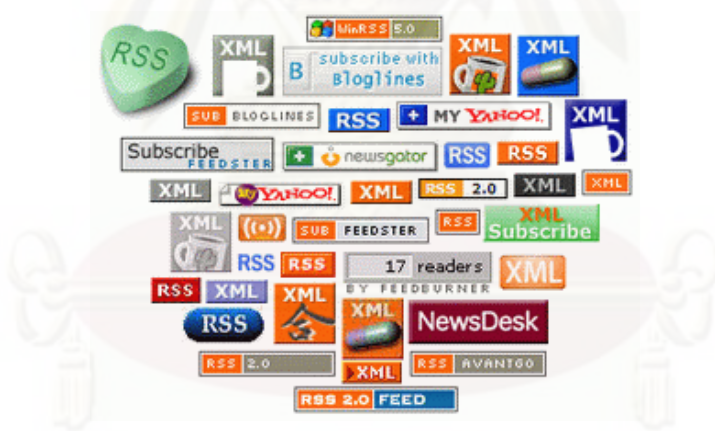 WinRSS 5.0
RSS
XML
B subscribe with Bloglines
XML
XML
SUB BLOGLINES
RSS
+ MY YAHOO!
XML
Subscribe FEEDSTER
+ newsgator
RSS
RSS
XML
My YAHOO!
XML
RSS 2.0
XML
XML
XML
SUB FEEDSTER
RSS
XML Subscribe
RSS
RSS
17 readers
BY FEEDBURNER
XML
RSS
XML
XML
合
XML
RSS
NewsDesk
RSS 2.0
XML
RSS AVANTGO
RSS 2.0 FEED